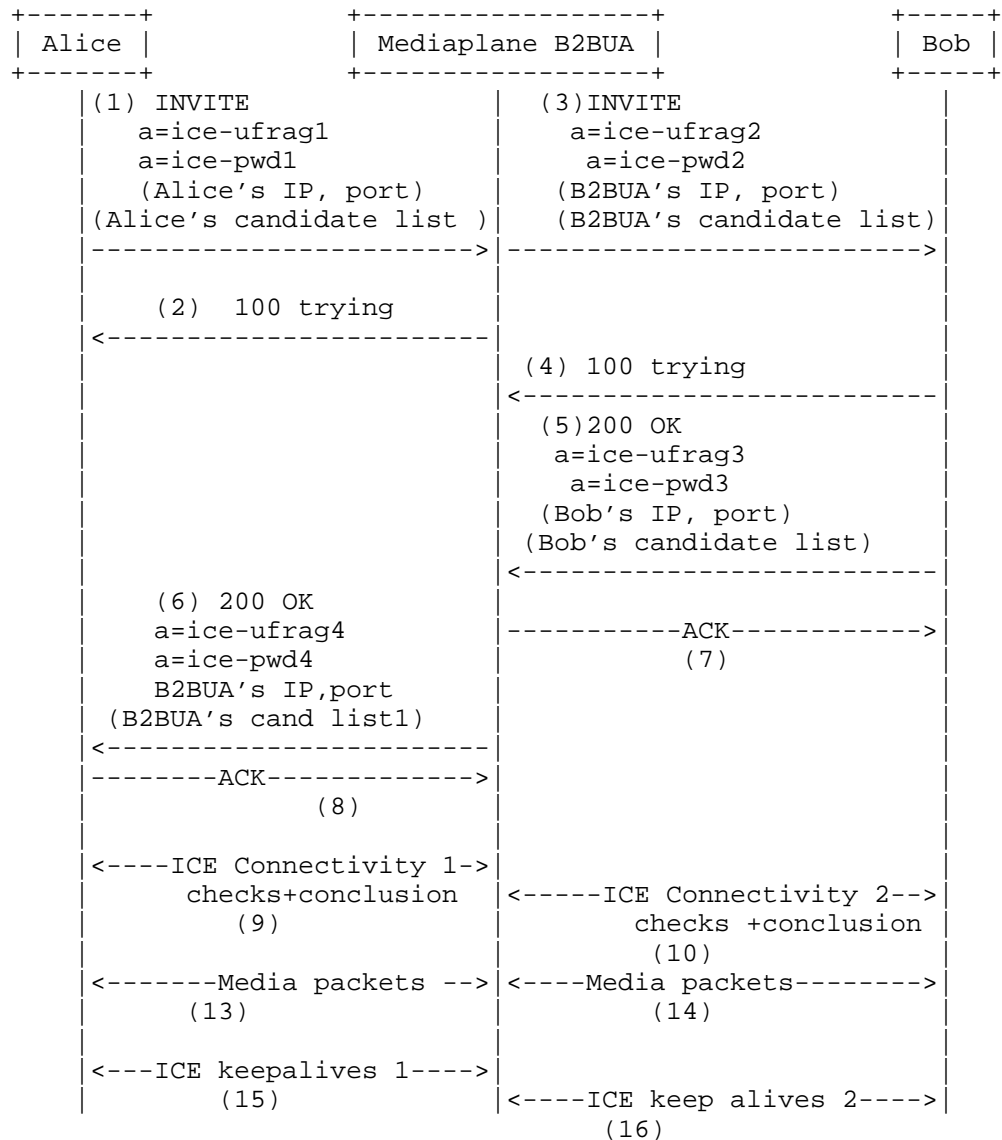 Alice Mediaplane B2BUA Bob
(1) INVITE (3)INVITE
a=ice-ufrag1 a=ice-ufrag2
a=ice-pwd1 a=ice-pwd2
(Alice's IP, port) (B2BUA's IP, port)
(Alice's candidate list ) (B2BUA's candidate list)
(2) 100 trying
(4) 100 trying
(5)200 OK
a=ice-ufrag3
a=ice-pwd3
(Bob's IP, port)
(Bob's candidate list)
(6) 200 OK
a=ice-ufrag4 ACK
a=ice-pwd4 (7)
B2BUA's IP,port
(B2BUA's cand list1)
ACK
(8)
ICE Connectivity 1
checks+conclusion ICE Connectivity 2
(9) checks +conclusion
(10)
Media packets Media packets
(13) (14)
ICE keepalives 1
(15) ICE keep alives 2
(16)